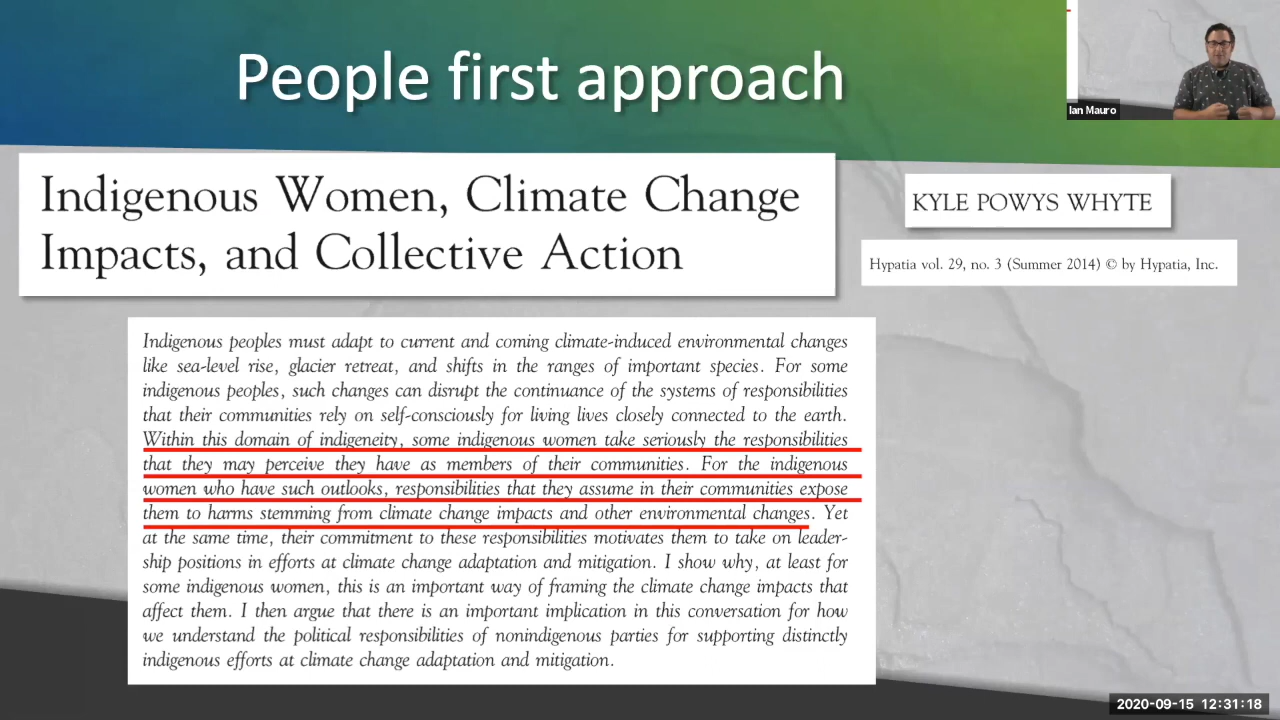 People first approach
Ian Mauro
Indigenous Women, Climate Change
Impacts, and Collective Action
KYLE POWYS WHYTE
Hypatia vol. 29, no. 3 (Summer 2014) © by Hypatia, Inc.
Indigenous peoples must adapt to current and coming climate-induced environmental changes
like sea-level rise, glacier retreat, and shifts in the ranges of important species. For some
indigenous peoples, such changes can disrupt the continuance of the systems of responsibilities
that their communities rely on self-consciously for living lives closely connected to the earth.
Within this domain of indigeneity, some indigenous women take seriously the responsibilities
that they may perceive they have as members of their communities. For the indigenous
women who have such outlooks, responsibilities that they assume in their communities expose
them to harms stemming from climate change impacts and other environmental changes. Yet
at the same time, their commitment to these responsibilities motivates them to take on leader-
ship positions in efforts at climate change adaptation and mitigation. I show why, at least for
some indigenous women, this is an important way of framing the climate change impacts that
affect them. I then argue that there is an important implication in this conversation for how
we understand the political responsibilities of nonindigenous parties for supporting distinctly
indigenous efforts at climate change adaptation and mitigation.
2020-09-15 12:31:18